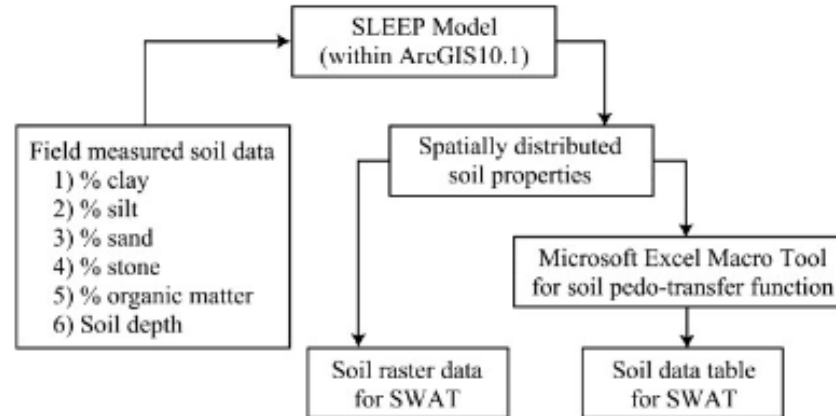 SLEEP Model
(within ArcGIS10.1)
Field measured soil data
1) % clay
2) % silt
3) % sand
4) % stone
5) % organic matter
6) Soil depth
Spatially distributed
soil properties
Microsoft Excel Macro Tool
for soil pedo-transfer function
Soil raster data
for SWAT
Soil data table
for SWAT